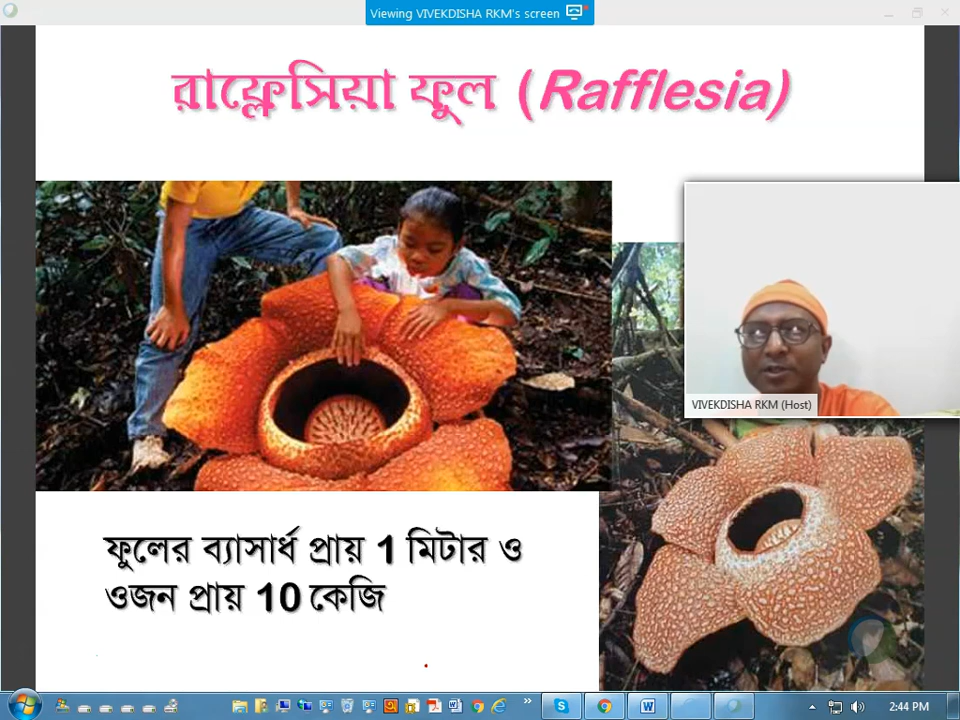 Viewing VIVEKDISHA RKM's screen
রাফ্লেসিয়া ফুল (Rafflesia)
VIVEKDISHA RKM (Host)
ফুলের ব্যাসার্ধ প্রায় 1 মিটার ও
ওজন প্রায় 10 কেজি
2:44 PM